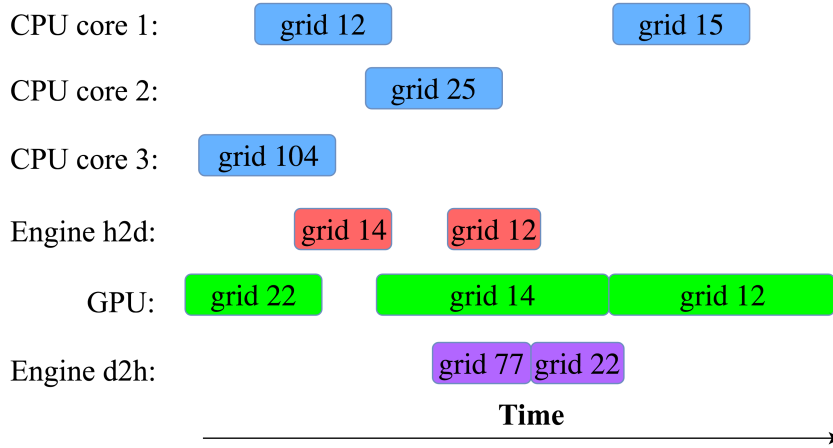 CPU core 1: grid 12 grid 15
CPU core 2: grid 25
CPU core 3: grid 104
Engine h2d: grid 14 grid 12
GPU: grid 22 grid 14 grid 12
Engine d2h: grid 77 grid 22
Time